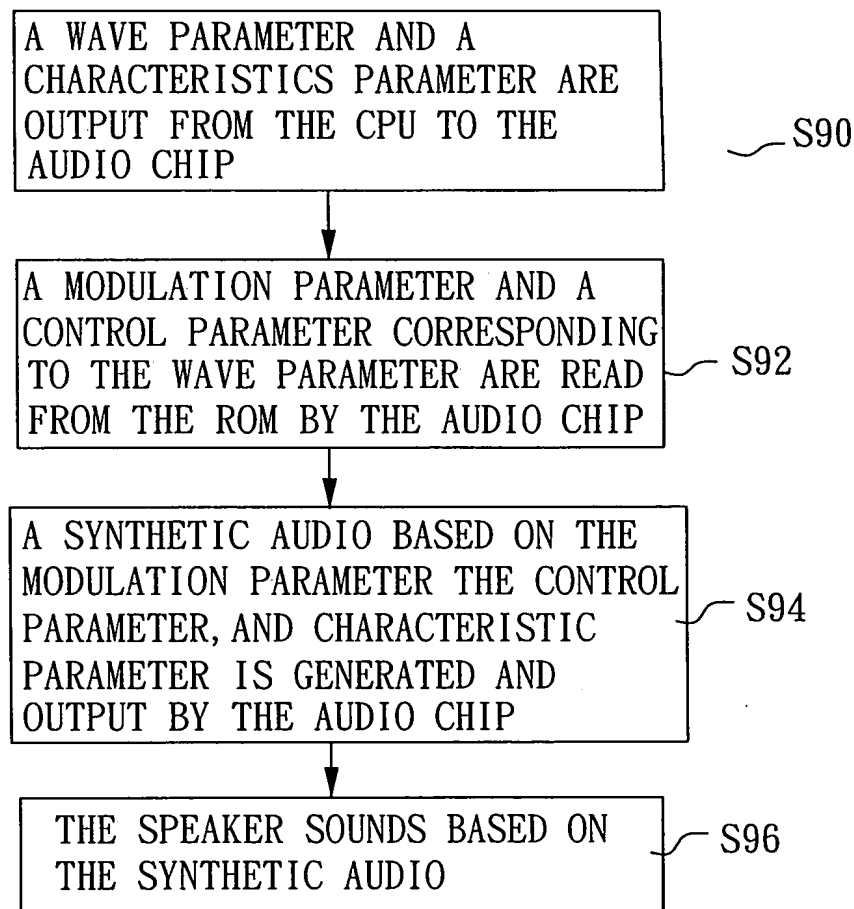 A WAVE PARAMETER AND A
CHARACTERISTICS PARAMETER ARE
OUTPUT FROM THE CPU TO THE
AUDIO CHIP
S90
A MODULATION PARAMETER AND A
CONTROL PARAMETER CORRESPONDING
TO THE WAVE PARAMETER ARE READ
FROM THE ROM BY THE AUDIO CHIP
S92
A SYNTHETIC AUDIO BASED ON THE
MODULATION PARAMETER THE CONTROL
PARAMETER, AND CHARACTERISTIC
PARAMETER IS GENERATED AND
OUTPUT BY THE AUDIO CHIP
S94
THE SPEAKER SOUNDS BASED ON
THE SYNTHETIC AUDIO
S96